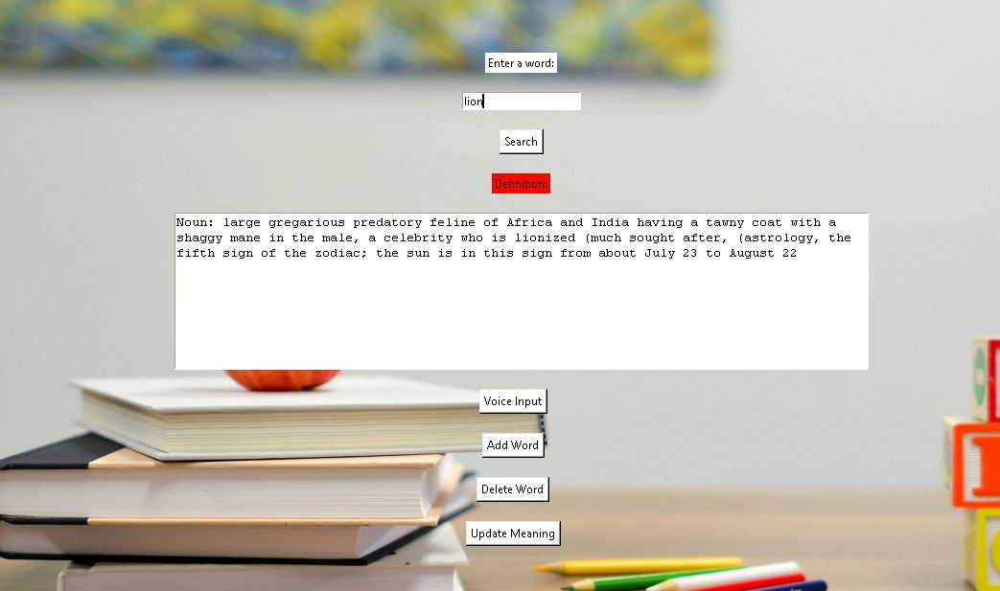 Enter a word:
lion
Search
Definition:
Noun: large gregarious predatory feline of Africa and India having a tawny coat with a
shaggy mane in the male, a celebrity who is lionized (much sought after, (astrology, the
fifth sign of the zodiac; the sun is in this sign from about July 23 to August 22
Voice Input
Add Word
Delete Word
Update Meaning